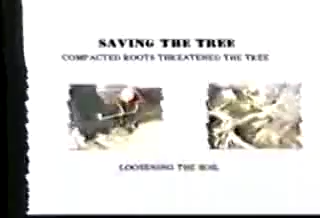 SAVING THE TREE
COMPACTED ROOTS THREATENED THE TREE
LOOSENING THE SOIL